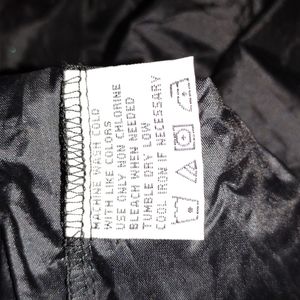 MACHINE WASH COLD
WITH LIKE COLORS
USE ONLY NON CHLORINE
BLEACH WHEN NEEDED
TUMBLE DRY LOW
COOL IRON IF NECESSARY